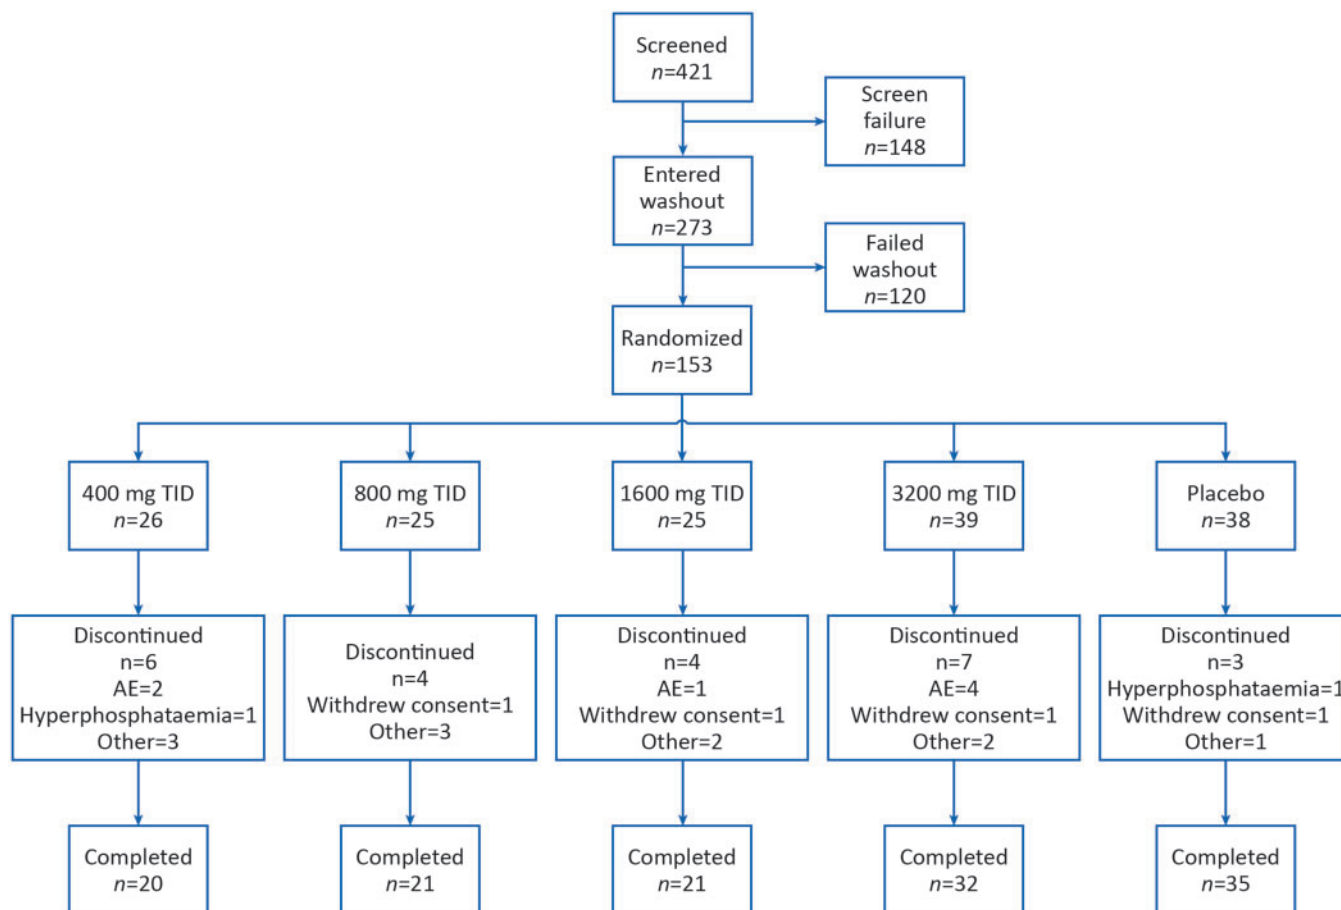 Screened
n=421
Screen
failure
n=148
Entered
washout
n=273
Failed
washout
n=120
Randomized
n=153
400 mg TID
n=26
800 mg TID
n=25
1600 mg TID
n=25
3200 mg TID
n=39
Placebo
n=38
Discontinued
n=6
AE=2
Hyperphosphataemia=1
Other=3
Discontinued
n=4
Withdrew consent=1
Other=3
Discontinued
n=4
AE=1
Withdrew consent=1
Other=2
Discontinued
n=7
AE=4
Withdrew consent=1
Other=2
Discontinued
n=3
Hyperphosphataemia=1
Withdrew consent=1
Other=1
Completed
n=20
Completed
n=21
Completed
n=21
Completed
n=32
Completed
n=35